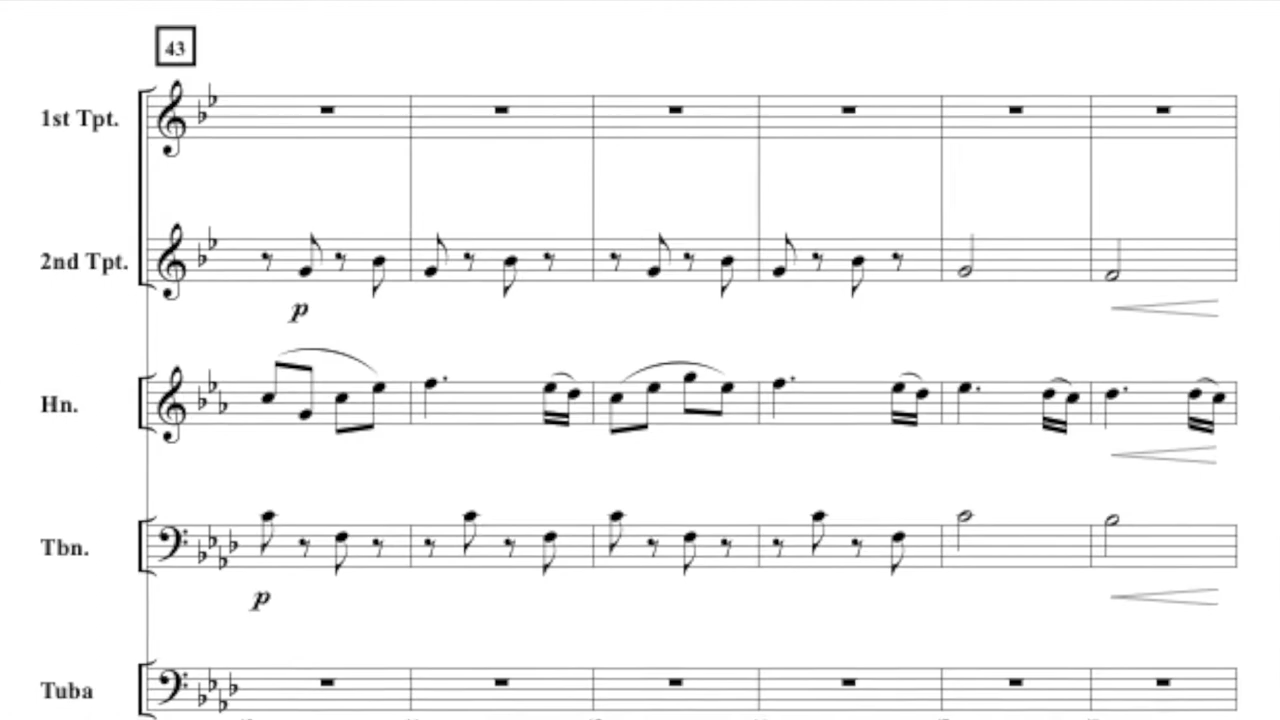 43
1st Tpt.
2nd Tpt.
p
Hn.
Tbn.
p
Tuba